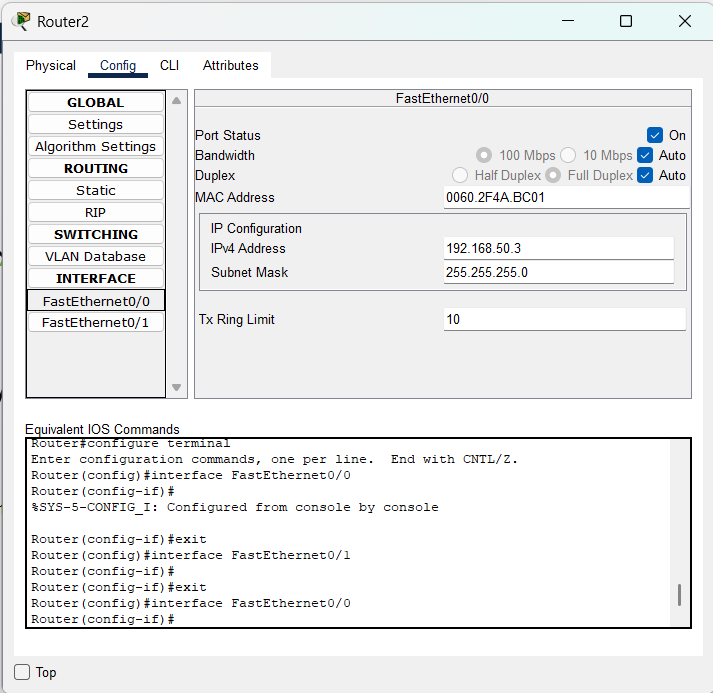 Router2
Physical Config CLI Attributes
GLOBAL
Settings
Algorithm Settings
ROUTING
Static
RIP
SWITCHING
VLAN Database
INTERFACE
FastEthernet0/0
FastEthernet0/1
FastEthernet0/0
Port Status On
Bandwidth 100 Mbps 10 Mbps Auto
Duplex Half Duplex Full Duplex Auto
MAC Address 0060.2F4A.BC01
IP Configuration
IPv4 Address 192.168.50.3
Subnet Mask 255.255.255.0
Tx Ring Limit 10
Equivalent IOS Commands
Router#configure terminal
Enter configuration commands, one per line.  End with CNTL/Z.
Router(config)#interface FastEthernet0/0
Router(config-if)#
%SYS-5-CONFIG_I: Configured from console by console
Router(config-if)#exit
Router(config)#interface FastEthernet0/1
Router(config-if)#
Router(config-if)#exit
Router(config)#interface FastEthernet0/0
Router(config-if)#
Top